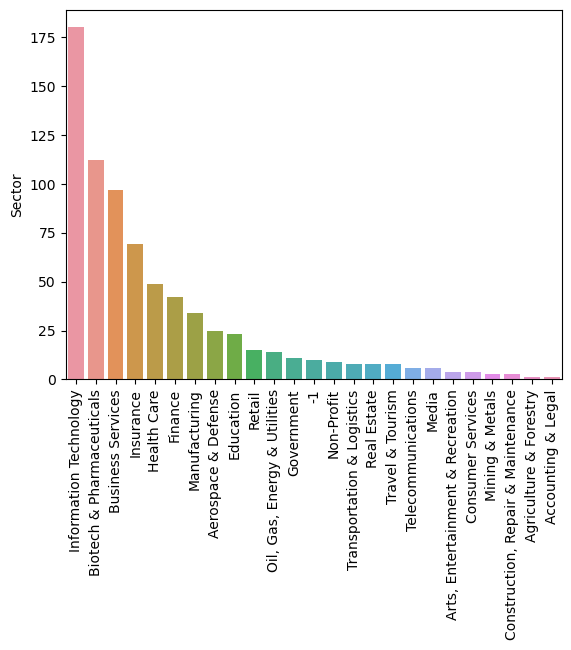 175
150
125
100
75
50
25
0
Sector
Information Technology
Biotech & Pharmaceuticals
Business Services
Insurance
Health Care
Finance
Manufacturing
Aerospace & Defense
Education
Retail
Oil, Gas, Energy & Utilities
Government
-1
Non-Profit
Transportation & Logistics
Real Estate
Travel & Tourism
Telecommunications
Media
Arts, Entertainment & Recreation
Consumer Services
Mining & Metals
Construction, Repair & Maintenance
Agriculture & Forestry
Accounting & Legal